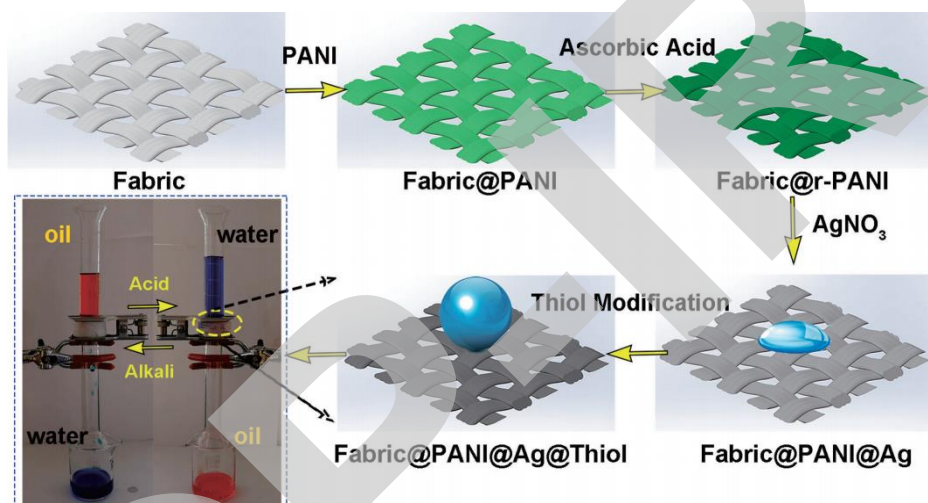 PANI
Ascorbic Acid
Fabric
Fabric@PANI
Fabric@r-PANI
AgNO3
oil
water
Acid
Alkali
water
oil
Thiol Modification
Fabric@PANI@Ag@Thiol
Fabric@PANI@Ag